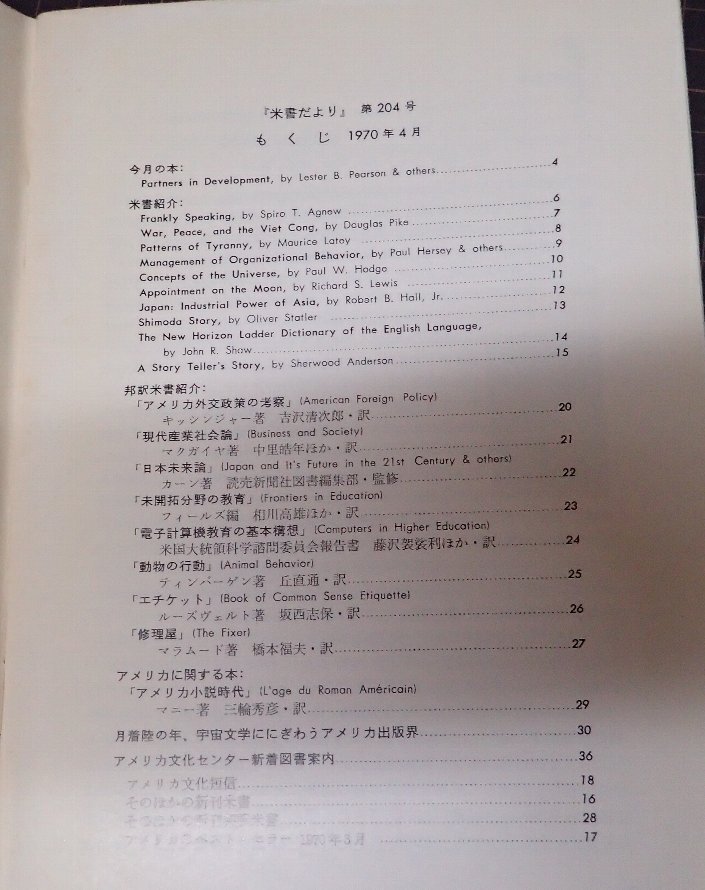 『米書だより』 第 204 号
も く じ 1970 年 4 月
今月の本:
Partners in Development, by Lester B. Pearson & others 4
米書紹介:
Frankly Speaking, by Spiro T. Agnew 6
War, Peace, and the Viet Cong, by Douglas Pike 7
Patterns of Tyranny, by Maurice Latey 8
Management of Organizational Behavior, by Paul Hersey & others 9
Concepts of the Universe, by Paul W. Hodge 10
Appointment on the Moon, by Richard S. Lewis 11
Japan: Industrial Power of Asia, by Robert B. Hall, Jr. 12
Shimoda Story, by Oliver Statler 13
The New Horizon Ladder Dictionary of the English Language,
by John R. Shaw 14
A Story Teller's Story, by Sherwood Anderson 15
邦訳米書紹介:
「アメリカ外交政策の考察」(American Foreign Policy)
キッシンジャー著 吉沢清次郎・訳 20
「現代産業社会論」(Business and Society)
マクガイヤ著 中里皓年ほか・訳 21
「日本未来論」(Japan and It's Future in the 21st Century & others)
カーン著 読売新聞社図書編集部・監修 22
「未開拓分野の教育」(Frontiers in Education)
フィールズ編 相川高雄ほか・訳 23
「電子計算機教育の基本構想」(Computers in Higher Education)
米国大統領科学諮問委員会報告書 藤沢袈裟利ほか・訳 24
「動物の行動」(Animal Behavior)
ティンバーゲン著 丘直通・訳 25
「エチケット」(Book of Common Sense Etiquette)
ルーズヴェルト著 坂西志保・訳 26
「修理屋」(The Fixer)
マラムード著 橋本福夫・訳 27
アメリカに関する本:
「アメリカ小説時代」(L'age du Roman Américain)
マニー著 三輪秀彦・訳 29
月着陸の年、宇宙文学ににぎわうアメリカ出版界 30
アメリカ文化センター新着図書案内 36
アメリカ文化短信 18
そのほかの新刊米書 16
そのほかの新刊邦訳米書 28
アメリカのベスト・セラー 1970年3月 17